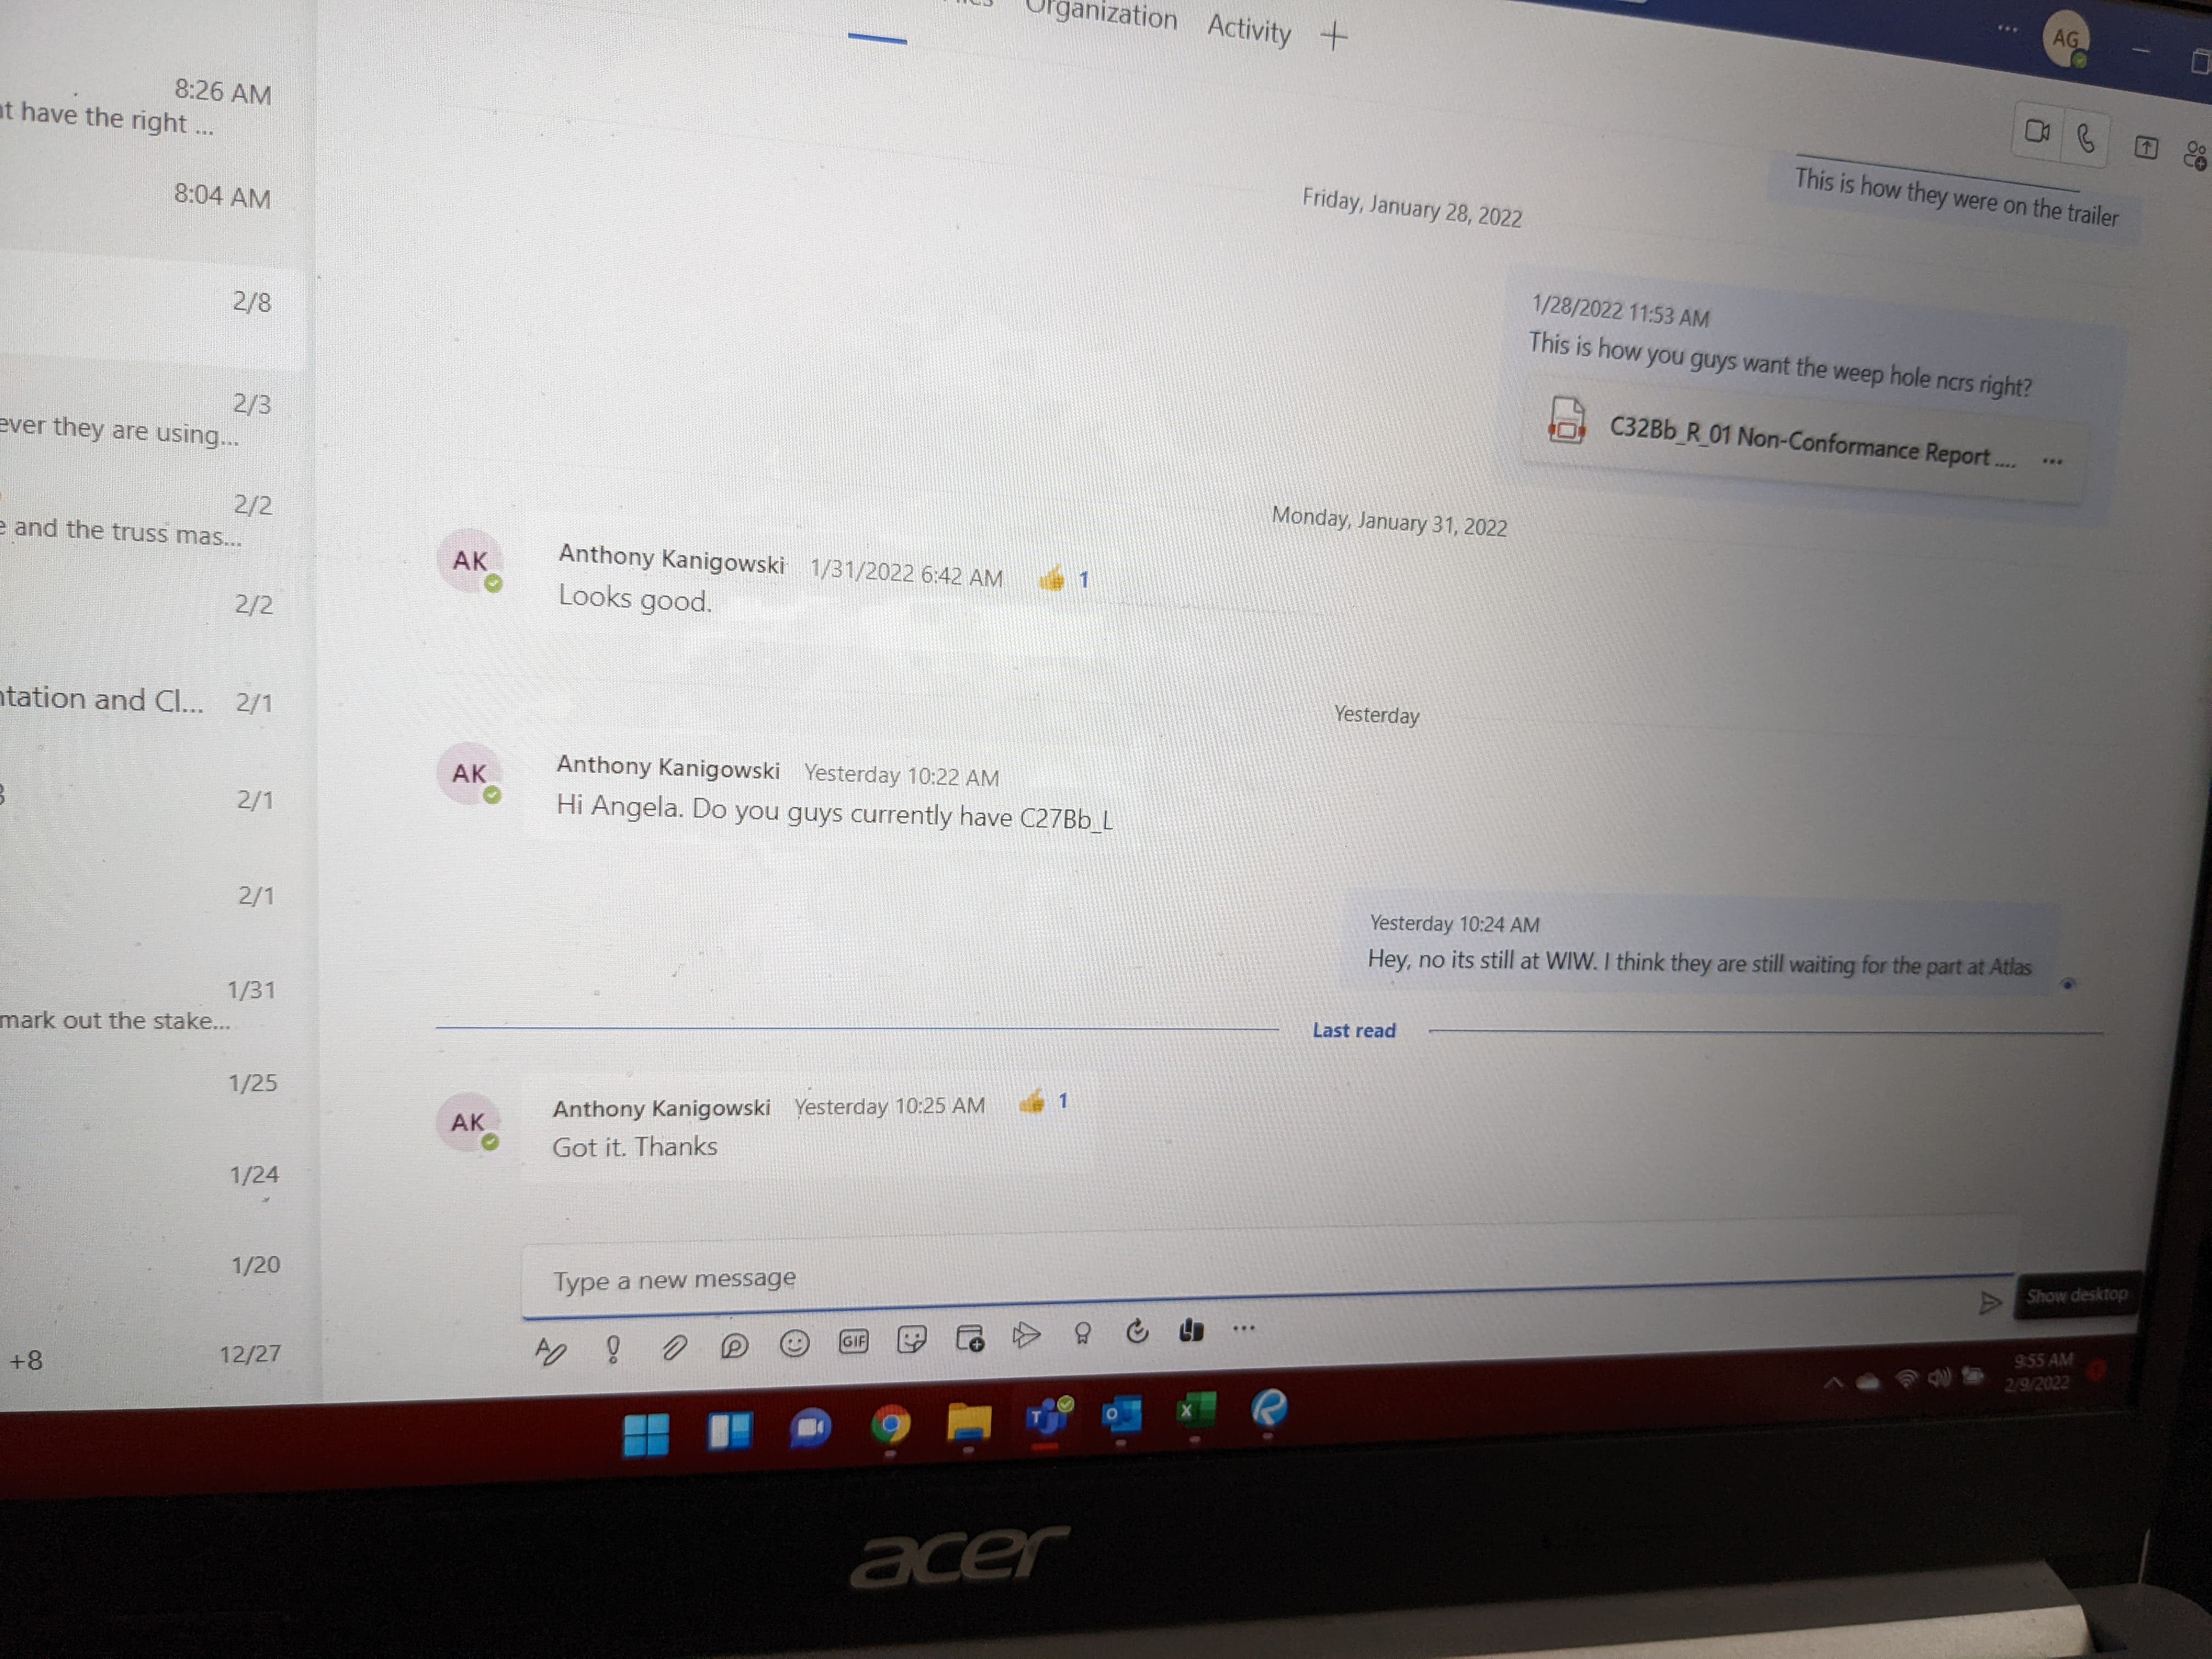 Organization Activity
AG
8:26 AM
have the right ...
8:04 AM
2/8
2/3
they are using...
2/2
and the truss mas...
2/2
and Cl... 2/1
2/1
2/1
1/31
mark out the stake...
1/25
1/24
1/20
+8 12/27
This is how they were on the trailer
Friday, January 28, 2022
1/28/2022 11:53 AM
This is how you guys want the weep hole ncrs right?
C32Bb_R_01 Non-Conformance Report .... ...
Monday, January 31, 2022
AK
Anthony Kanigowski 1/31/2022 6:42 AM 1
Looks good.
Yesterday
AK
Anthony Kanigowski Yesterday 10:22 AM
Hi Angela. Do you guys currently have C27Bb_L
Yesterday 10:24 AM
Hey, no its still at WIW. I think they are still waiting for the part at Atlas
Last read
AK
Anthony Kanigowski Yesterday 10:25 AM 1
Got it. Thanks
Type a new message
GIF
Show desktop
9:55 AM
2/9/2022
acer